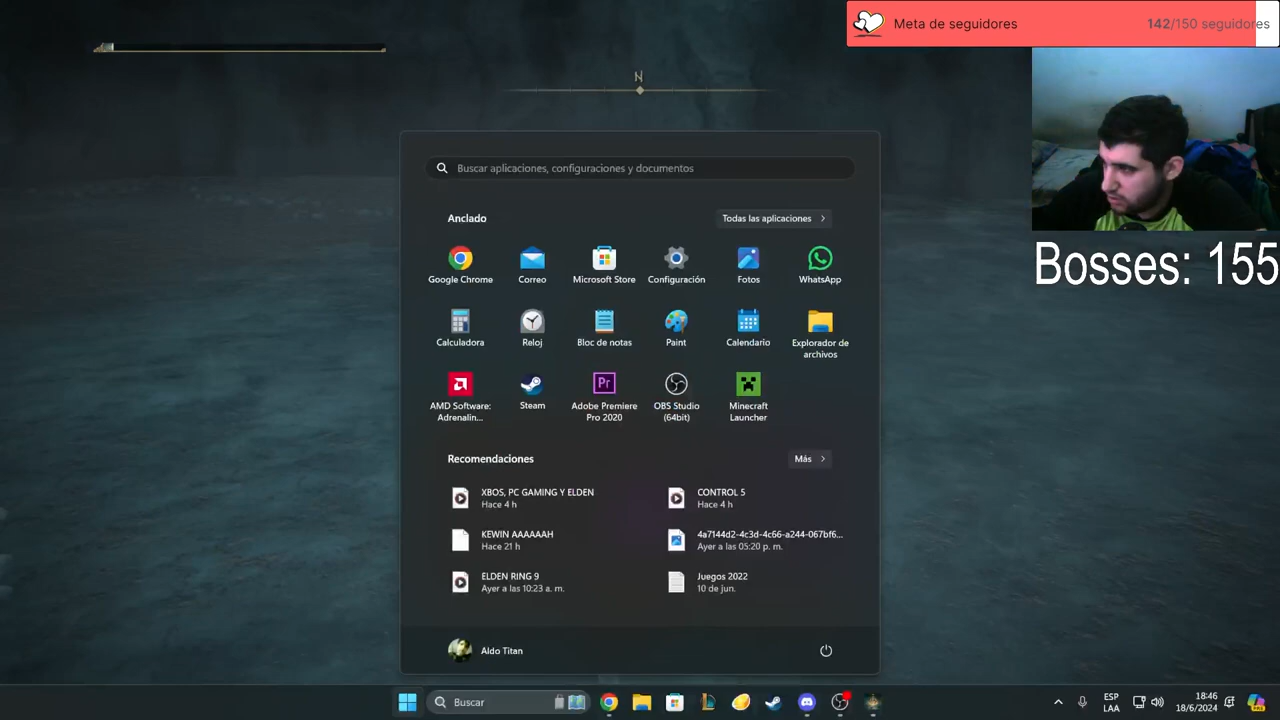 Meta de seguidores
142/150 seguidores
N
Buscar aplicaciones, configuraciones y documentos
Anclado
Todas las aplicaciones
Google Chrome
Correo
Microsoft Store
Configuración
Fotos
WhatsApp
Bosses: 155
Calculadora
Reloj
Bloc de notas
Paint
Calendario
Explorador de
archivos
AMD Software:
Adrenalin...
Steam
Pr
Adobe Premiere
Pro 2020
OBS Studio
(64bit)
Minecraft
Launcher
Recomendaciones
Más
XBOS, PC GAMING Y ELDEN
Hace 4 h
CONTROL 5
Hace 4 h
KEWIN AAAAAAH
Hace 21 h
4a7144d2-4c3d-4c66-a244-067bf6...
Ayer a las 05:20 p. m.
ELDEN RING 9
Ayer a las 10:23 a. m.
Juegos 2022
10 de jun.
Aldo Titan
Buscar
ESP
LAA
18:46
18/6/2024